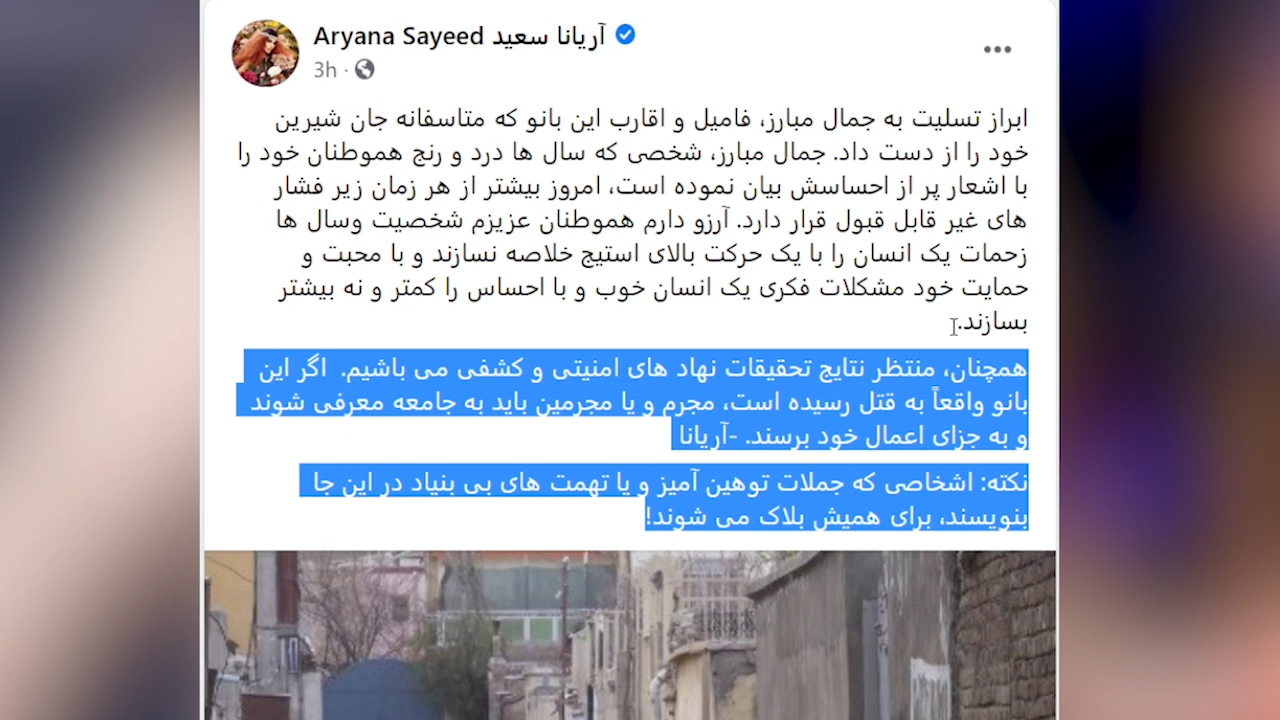 Aryana Sayeed آریانا سعید
3h ·
ابراز تسلیت به جمال مبارز، فامیل و اقارب این بانو که متاسفانه جان شیرین
خود را از دست داد. جمال مبارز، شخصی که سال ها درد و رنج هموطنان خود را
با اشعار پر از احساسش بیان نموده است، امروز بیشتر از هر زمان زیر فشار
های غیر قابل قبول قرار دارد. آرزو دارم هموطنان عزیزم شخصیت وسال ها
زحمات یک انسان را با یک حرکت بالای استیج خلاصه نسازند و با محبت و
حمایت خود مشکلات فکری یک انسان خوب و با احساس را کمتر و نه بیشتر
بسازند.
همچنان، منتظر نتایج تحقیقات نهاد های امنیتی و کشفی می باشیم. اگر این
بانو واقعاً به قتل رسیده است، مجرم و یا مجرمین باید به جامعه معرفی شوند
و به جزای اعمال خود برسند. -آریانا
نکته: اشخاصی که جملات توهین آمیز و یا تهمت های بی بنیاد در این جا
بنویسند، برای همیش بلاک می شوند!